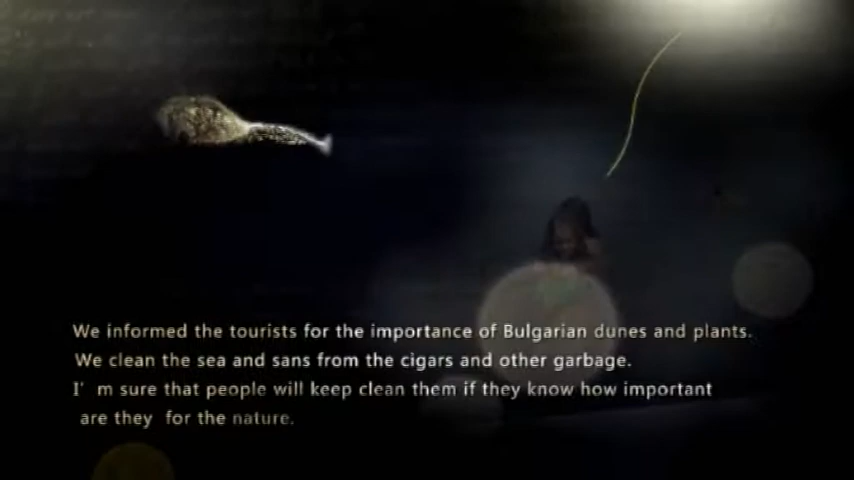 We informed the tourists for the importance of Bulgarian dunes and plants.
We clean the sea and sans from the cigars and other garbage.
I' m sure that people will keep clean them if they know how important
are they for the nature.